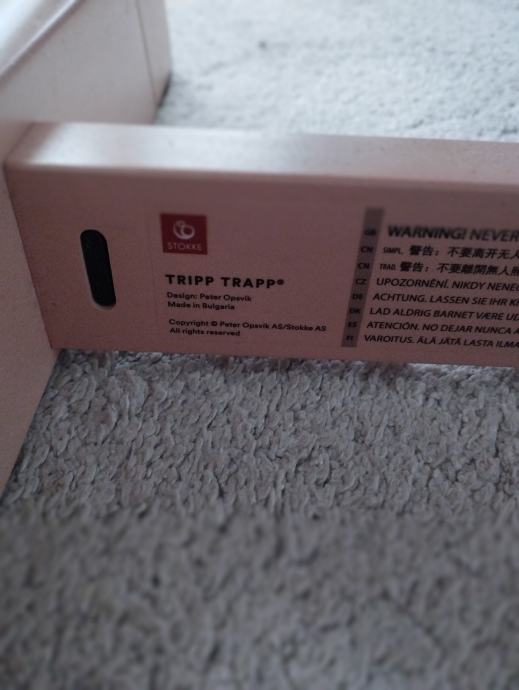 STOKKE
TRIPP TRAPP®
Design: Peter Opsvik
Made in Bulgaria
Copyright © Peter Opsvik AS/Stokke AS
All rights reserved
GB WARNING! NEVER
CN SIMPL. 警告：不要离开无人
CN TRAD. 警告：不要離開無人
CZ UPOZORNĚNÍ. NIKDY
DE ACHTUNG. LASSEN SIE IHR
DK LAD ALDRIG BARNET VÆRE
ES ATENCIÓN. NO DEJAR NUNCA
FI VAROITUS. ÄLÄ JÄTÄ LASTA